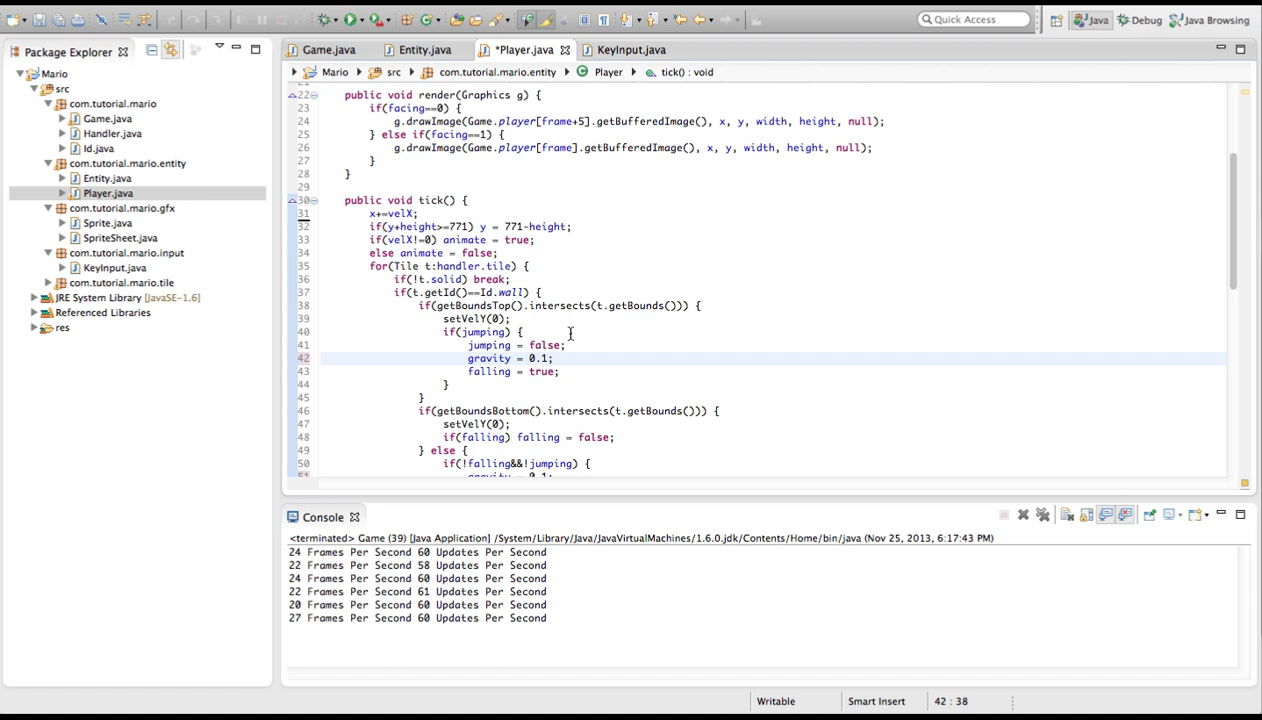 Quick Access
Java
Debug
Java Browsing
Package Explorer
Game.java
Entity.java
*Player.java
KeyInput.java
Mario
src
com.tutorial.mario.entity
Player
tick() : void
Mario
src
com.tutorial.mario
Game.java
Handler.java
Id.java
com.tutorial.mario.entity
Entity.java
Player.java
com.tutorial.mario.gfx
Sprite.java
SpriteSheet.java
com.tutorial.mario.input
KeyInput.java
com.tutorial.mario.tile
JRE System Library [JavaSE-1.6]
Referenced Libraries
res
22 public void render(Graphics g) {
23 if(facing==0) {
24 g.drawImage(Game.player[frame+5].getBufferedImage(), x, y, width, height, null);
25 } else if(facing==1) {
26 g.drawImage(Game.player[frame].getBufferedImage(), x, y, width, height, null);
27 }
28 }
29
30 public void tick() {
31 x+=velX;
32 if(y+height>=771) y = 771-height;
33 if(velX!=0) animate = true;
34 else animate = false;
35 for(Tile t:handler.tile) {
36 if(!t.solid) break;
37 if(t.getId()==Id.wall) {
38 if(getBoundsTop().intersects(t.getBounds())) {
39 setVelY(0);
40 if(jumping) {
41 jumping = false;
42 gravity = 0.1;
43 falling = true;
44 }
45 }
46 if(getBoundsBottom().intersects(t.getBounds())) {
47 setVelY(0);
48 if(falling) falling = false;
49 } else {
50 if(!falling&&!jumping) {
51 gravity = 0.1;
Console
<terminated> Game (39) [Java Application] /System/Library/Java/JavaVirtualMachines/1.6.0.jdk/Contents/Home/bin/java (Nov 25, 2013 6:17:43 PM)
24 Frames Per Second 60 Updates Per Second
22 Frames Per Second 58 Updates Per Second
24 Frames Per Second 60 Updates Per Second
22 Frames Per Second 61 Updates Per Second
20 Frames Per Second 60 Updates Per Second
27 Frames Per Second 60 Updates Per Second
Writable
Smart Insert
42 : 38